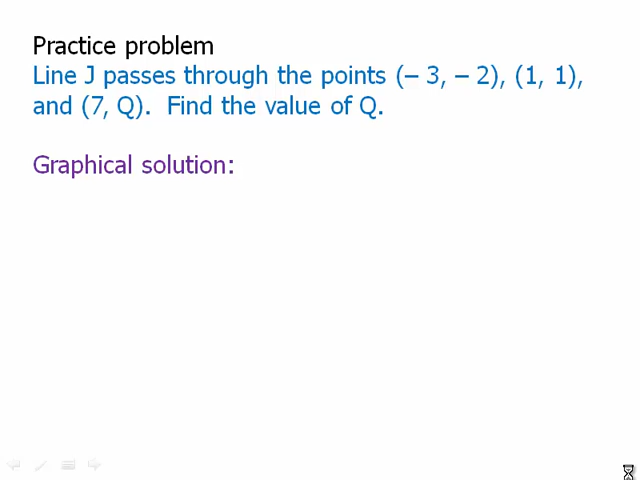 Practice problem
Line J passes through the points (– 3, – 2), (1, 1),
and (7, Q).  Find the value of Q.
Graphical solution: